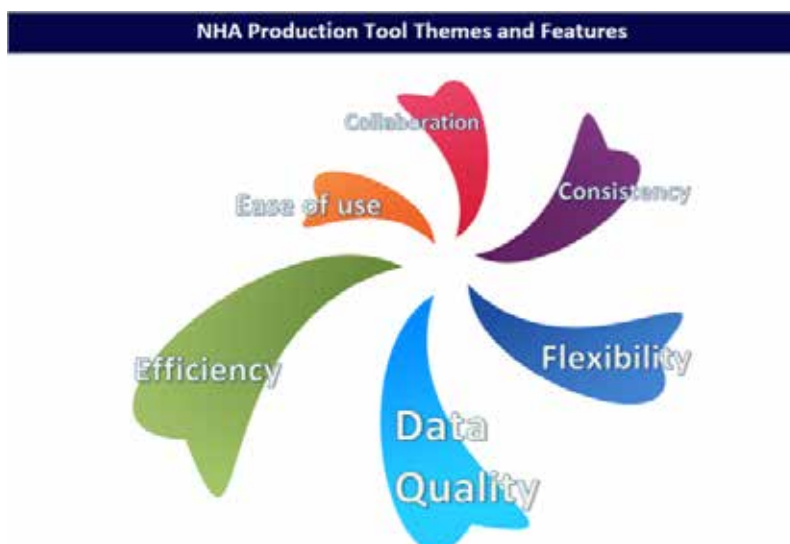 NHA Production Tool Themes and Features
Collaboration
Consistency
Ease of use
Flexibility
Efficiency
Data
Quality